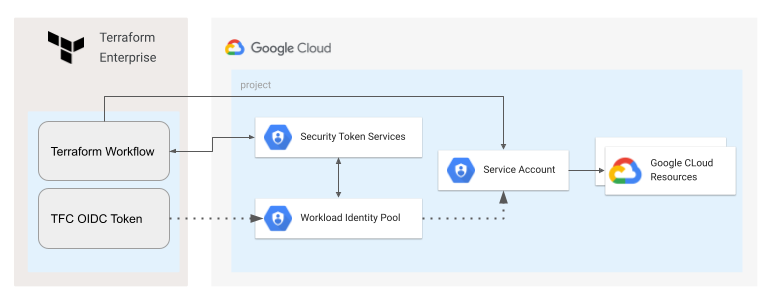 Terraform
Enterprise
Google Cloud
project
Terraform Workflow
Security Token Services
Service Account
Google CLoud
Resources
TFC OIDC Token
Workload Identity Pool